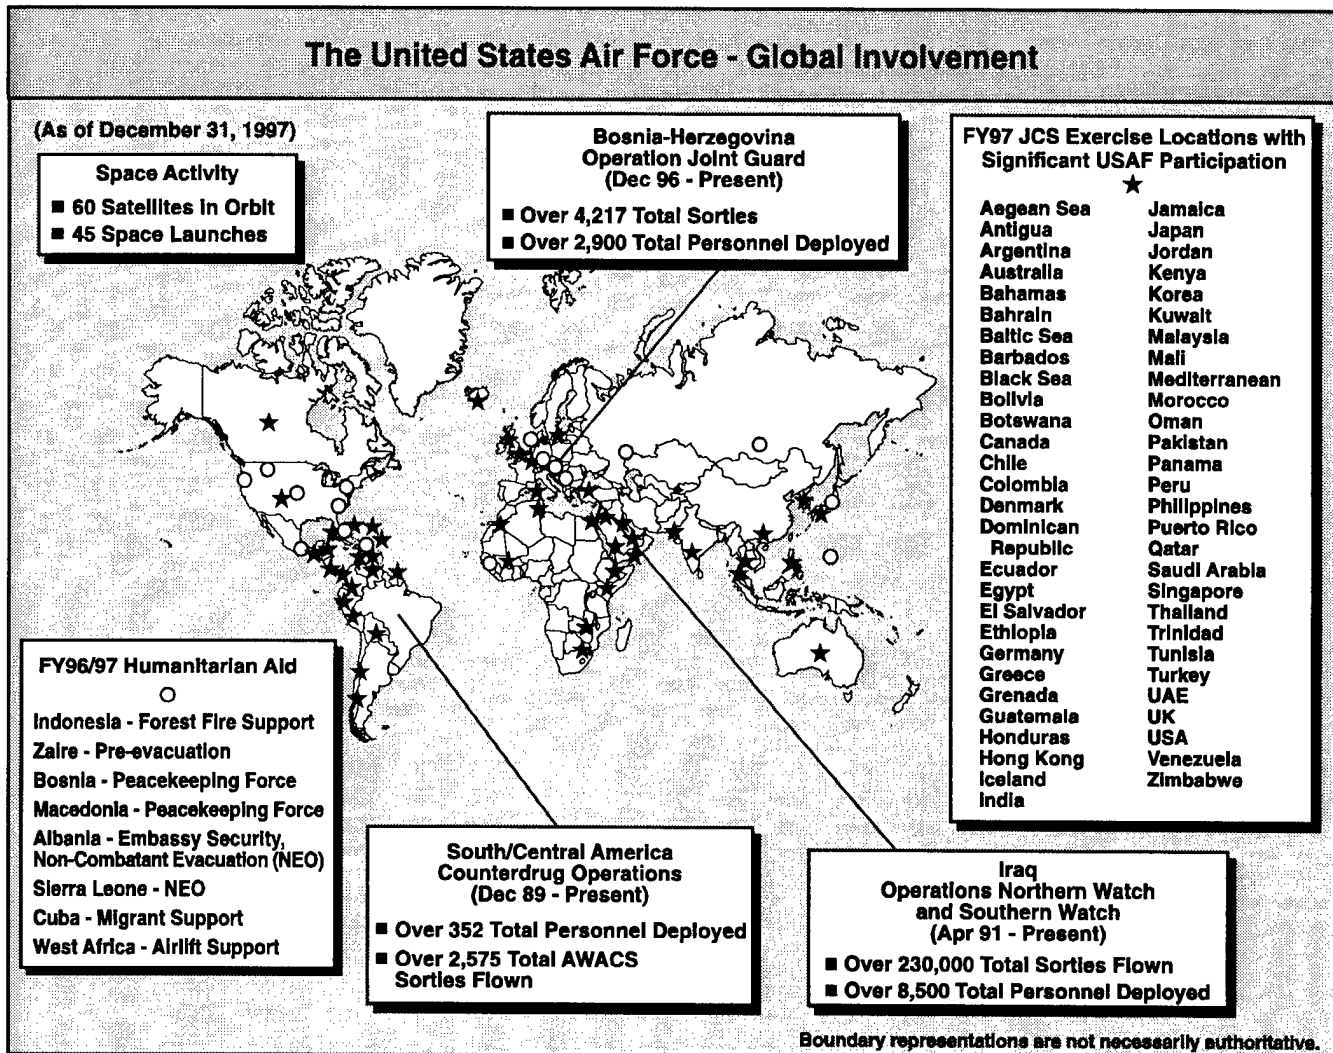 The United States Air Force - Global Involvement
(As of December 31, 1997)
Space Activity
■ 60 Satellites in Orbit
■ 45 Space Launches
Bosnia-Herzegovina
Operation Joint Guard
(Dec 96 - Present)
■ Over 4,217 Total Sorties
■ Over 2,900 Total Personnel Deployed
FY97 JCS Exercise Locations with
Significant USAF Participation
★
Aegean Sea
Antigua
Argentina
Australia
Bahamas
Bahrain
Baltic Sea
Barbados
Black Sea
Bolivia
Botswana
Canada
Chile
Colombia
Denmark
Dominican
Republic
Ecuador
Egypt
El Salvador
Ethiopia
Germany
Greece
Grenada
Guatemala
Honduras
Hong Kong
Iceland
India
Jamaica
Japan
Jordan
Kenya
Korea
Kuwait
Malaysia
Mali
Mediterranean
Morocco
Oman
Pakistan
Panama
Peru
Philippines
Puerto Rico
Qatar
Saudi Arabia
Singapore
Thailand
Trinidad
Tunisia
Turkey
UAE
UK
USA
Venezuela
Zimbabwe
FY96/97 Humanitarian Aid
Indonesia - Forest Fire Support
Zaire - Pre-evacuation
Bosnia - Peacekeeping Force
Macedonia - Peacekeeping Force
Albania - Embassy Security,
Non-Combatant Evacuation (NEO)
Sierra Leone - NEO
Cuba - Migrant Support
West Africa - Airlift Support
South/Central America
Counterdrug Operations
(Dec 89 - Present)
■ Over 352 Total Personnel Deployed
■ Over 2,575 Total AWACS
Sorties Flown
Iraq
Operations Northern Watch
and Southern Watch
(Apr 91 - Present)
■ Over 230,000 Total Sorties Flown
■ Over 8,500 Total Personnel Deployed
Boundary representations are not necessarily authoritative.